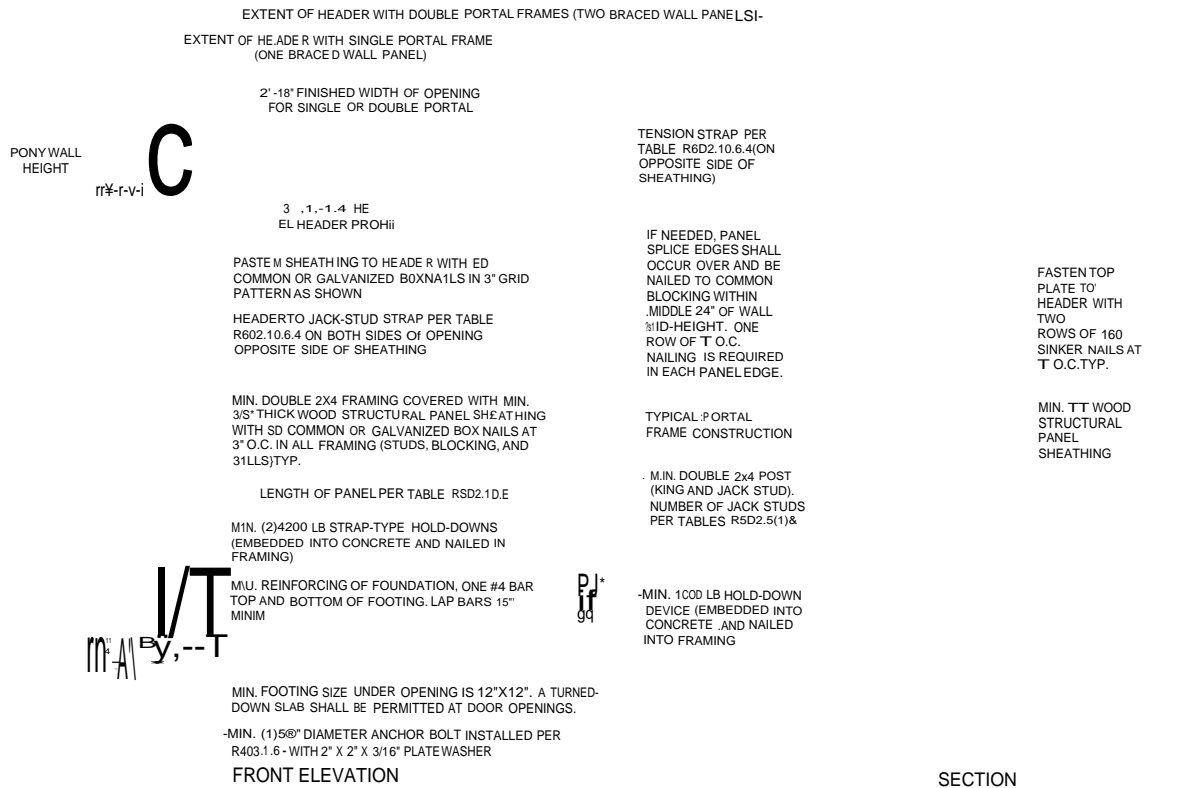 EXTENT OF HEADER WITH DOUBLE PORTAL FRAMES (TWO BRACED WALL PANELSI-
EXTENT OF HE.ADE R WITH SINGLE PORTAL FRAME
(ONE BRACE D WALL PANEL)
2' -18" FINISHED WIDTH OF OPENING
FOR SINGLE OR DOUBLE PORTAL
PONY WALL
HEIGHT
rr¥-r-v-i
C
TENSION STRAP PER
TABLE R6D2.10.6.4(ON
OPPOSITE SIDE OF
SHEATHING)
3 ,1,-1.4 HE
EL HEADER PROHii
PASTE M SHEATH ING TO HEADE R WITH ED
COMMON OR GALVANIZED B0XNA1LS IN 3" GRID
PATTERN AS SHOWN
HEADERTO JACK-STUD STRAP PER TABLE
R602.10.6.4 ON BOTH SIDES Of OPENING
OPPOSITE SIDE OF SHEATHING
IF NEEDED, PANEL
SPLICE EDGES SHALL
OCCUR OVER AND BE
NAILED TO COMMON
BLOCKING WITHIN
.MIDDLE 24" OF WALL
ID-HEIGHT. ONE
ROW OF T O.C.
NAILING IS REQUIRED
IN EACH PANEL EDGE.
FASTEN TOP
PLATE TO'
HEADER WITH
TWO
ROWS OF 160
SINKER NAILS AT
T O.C.TYP.
MIN. DOUBLE 2X4 FRAMING COVERED WITH MIN.
3/S* THICK WOOD STRUCTURAL PANEL SH£ATHING
WITH SD COMMON OR GALVANIZED BOX NAILS AT
3" O.C. IN ALL FRAMING (STUDS, BLOCKING, AND
31LLS}TYP.
TYPICAL :P ORTAL
FRAME CONSTRUCTION
MIN. TT WOOD
STRUCTURAL
PANEL
SHEATHING
LENGTH OF PANEL PER TABLE RSD2.1D.E
. M.IN. DOUBLE 2x4 POST
(KING AND JACK STUD).
NUMBER OF JACK STUDS
PER TABLES R5D2.5(1)&
M1N. (2)4200 LB STRAP-TYPE HOLD-DOWNS
(EMBEDDED INTO CONCRETE AND NAILED IN
FRAMING)
I/T
M\U. REINFORCING OF FOUNDATION, ONE #4 BAR
TOP AND BOTTOM OF FOOTING. LAP BARS 15"'
MINIM
PJ*
if
gq
-MIN. 1COD LB HOLD-DOWN
DEVICE (EMBEDDED INTO
CONCRETE .AND NAILED
INTO FRAMING
MIN. FOOTING SIZE UNDER OPENING IS 12"X12". A TURNED-
DOWN SLAB SHALL BE PERMITTED AT DOOR OPENINGS.
-MIN. (1)5®" DIAMETER ANCHOR BOLT INSTALLED PER
R403.1.6 - WITH 2" X 2" X 3/16" PLATE WASHER
FRONT ELEVATION
SECTION